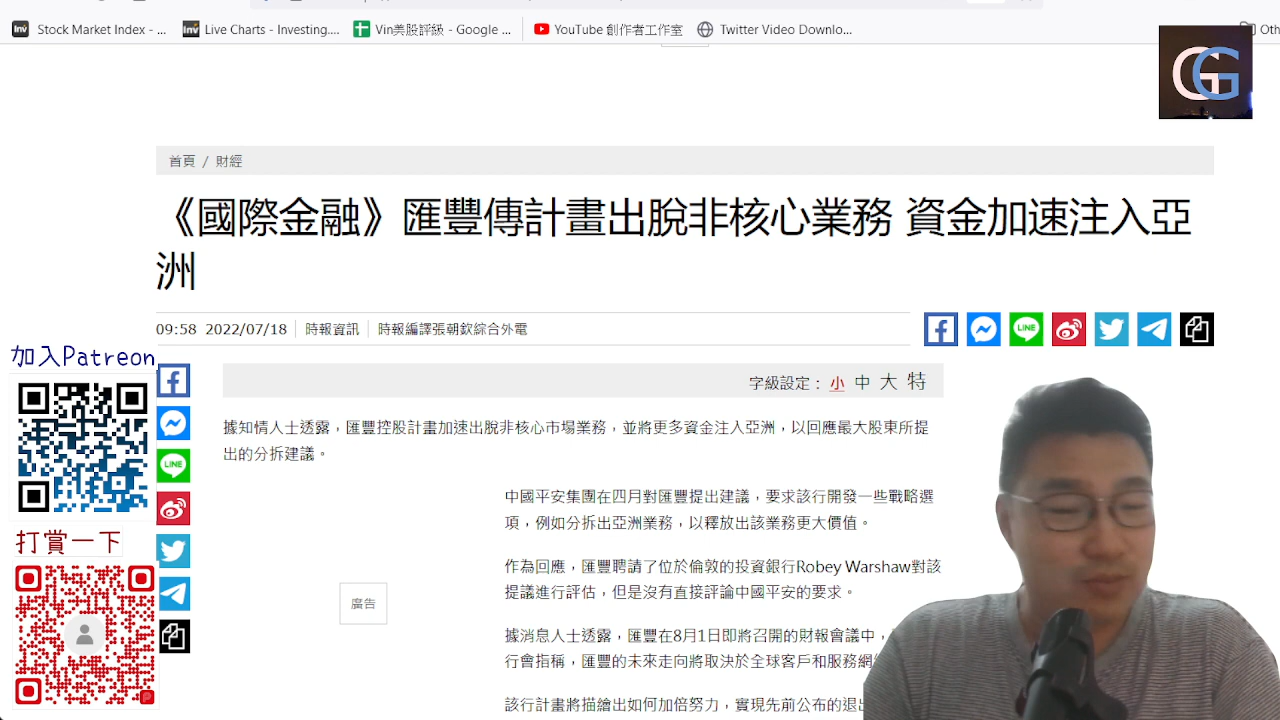 Stock Market Index - ...
Live Charts - Investing....
Vin美股評級 - Google ...
YouTube 創作者工作室
Twitter Video Downlo...
Oth
GG
首頁 / 財經
《國際金融》匯豐傳計畫出脫非核心業務 資金加速注入亞
洲
09:58 2022/07/18 時報資訊 時報編譯張朝欽綜合外電
LINE
加入Patreon
字級設定： 小 中 大 特
據知情人士透露，匯豐控股計畫加速出脫非核心市場業務，並將更多資金注入亞洲，以回應最大股東所提
出的分拆建議。
LINE
中國平安集團在四月對匯豐提出建議，要求該行開發一些戰略選
項，例如分拆出亞洲業務，以釋放出該業務更大價值。
打賞一下
作為回應，匯豐聘請了位於倫敦的投資銀行Robey Warshaw對該
提議進行評估，但是沒有直接評論中國平安的要求。
廣告
據消息人士透露，匯豐在8月1日即將召開的財報會議中，
行會指稱，匯豐的未來走向將取決於全球
該行計畫將描繪出如何加倍努力，實現先前公布的退出